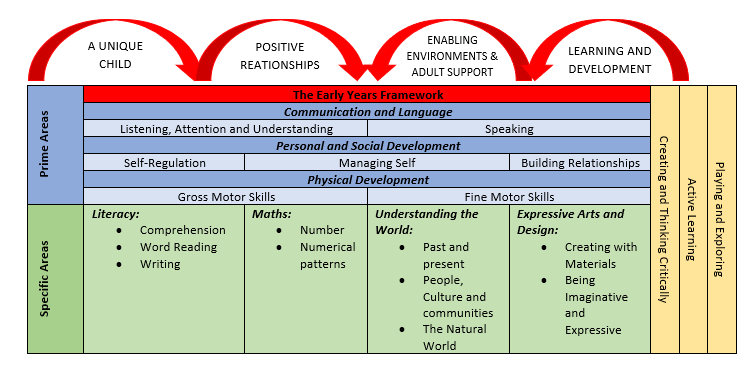 A UNIQUE
CHILD
POSITIVE
REATIONSHIPS
ENABLING
ENVIRONMENTS &
ADULT SUPPORT
LEARNING AND
DEVELOPMENT
The Early Years Framework
Prime Areas
Communication and Language
Listening, Attention and Understanding
Speaking
Personal and Social Development
Self-Regulation
Managing Self
Building Relationships
Physical Development
Gross Motor Skills
Fine Motor Skills
Specific Areas
Literacy:
• Comprehension
• Word Reading
• Writing
Maths:
• Number
• Numerical
patterns
Understanding the
World:
• Past and
present
• People,
Culture and
communities
• The Natural
World
Expressive Arts and
Design:
• Creating with
Materials
• Being
Imaginative
and
Expressive
Creating and Thinking Critically
Active Learning
Playing and Exploring